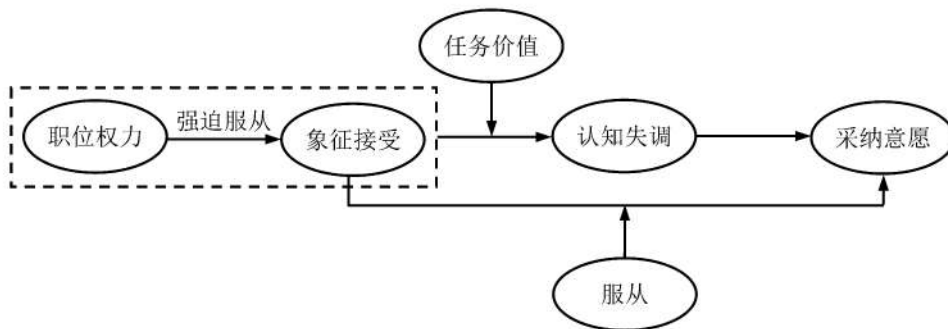 任务价值
职位权力
强迫服从
象征接受
认知失调
采纳意愿
服从